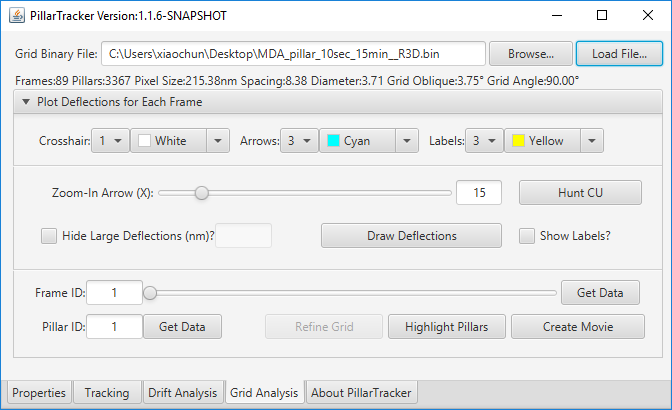 PillarTracker Version:1.1.6-SNAPSHOT
Grid Binary File: C:\Users\xiaochun\Desktop\MDA_pillar_10sec_15min__R3D.bin Browse... Load File...
Frames:89 Pillars:3367 Pixel Size:215.38nm Spacing:8.38 Diameter:3.71 Grid Oblique:3.75° Grid Angle:90.00°
Plot Deflections for Each Frame
Crosshair: 1 White Arrows: 3 Cyan Labels: 3 Yellow
Zoom-In Arrow (X): 15 Hunt CU
Hide Large Deflections (nm)? Draw Deflections Show Labels?
Frame ID: 1 Get Data
Pillar ID: 1 Get Data Refine Grid Highlight Pillars Create Movie
Properties Tracking Drift Analysis Grid Analysis About PillarTracker